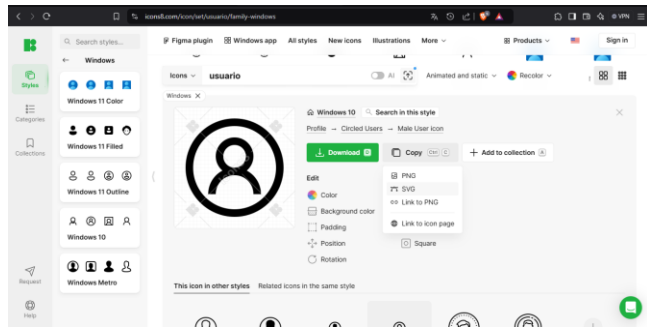 icons8.com/icon/set/usuario/family-windows
VPN
Search styles...
Figma plugin
Windows app
All styles
New icons
Illustrations
More
Products
Sign in
Styles
Categories
Collections
Request
Help
Windows
Windows 11 Color
Windows 11 Filled
Windows 11 Outline
Windows 10
Windows Metro
Icons
usuario
AI
Animated and static
Recolor
Windows X
Windows 10
Search in this style
Profile → Circled Users → Male User icon
Download
Copy
Ctrl C
+ Add to collection A
PNG
SVG
Link to PNG
Link to icon page
Edit
Color
Background color
Padding
Position
Square
Rotation
This icon in other styles
Related icons in the same style